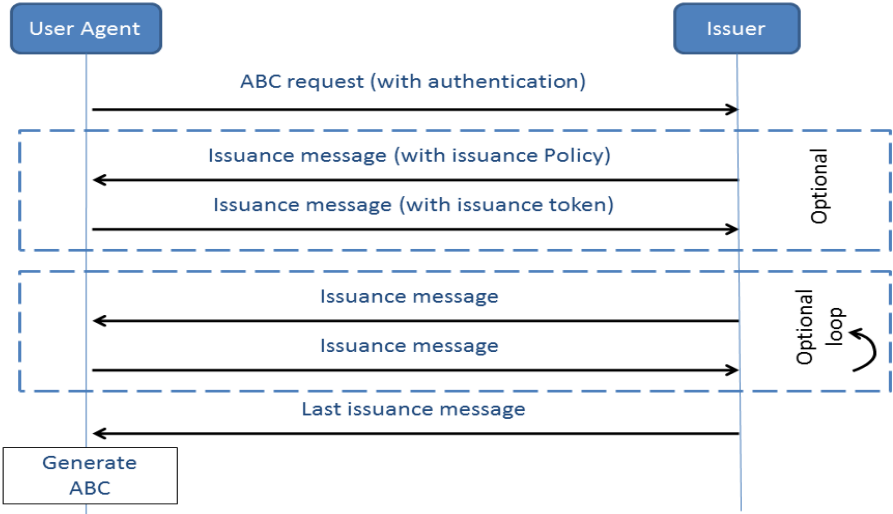 User Agent
Issuer
ABC request (with authentication)
Issuance message (with issuance Policy)
Issuance message (with issuance token)
Optional
Issuance message
Issuance message
Optional
loop
Last issuance message
Generate
ABC